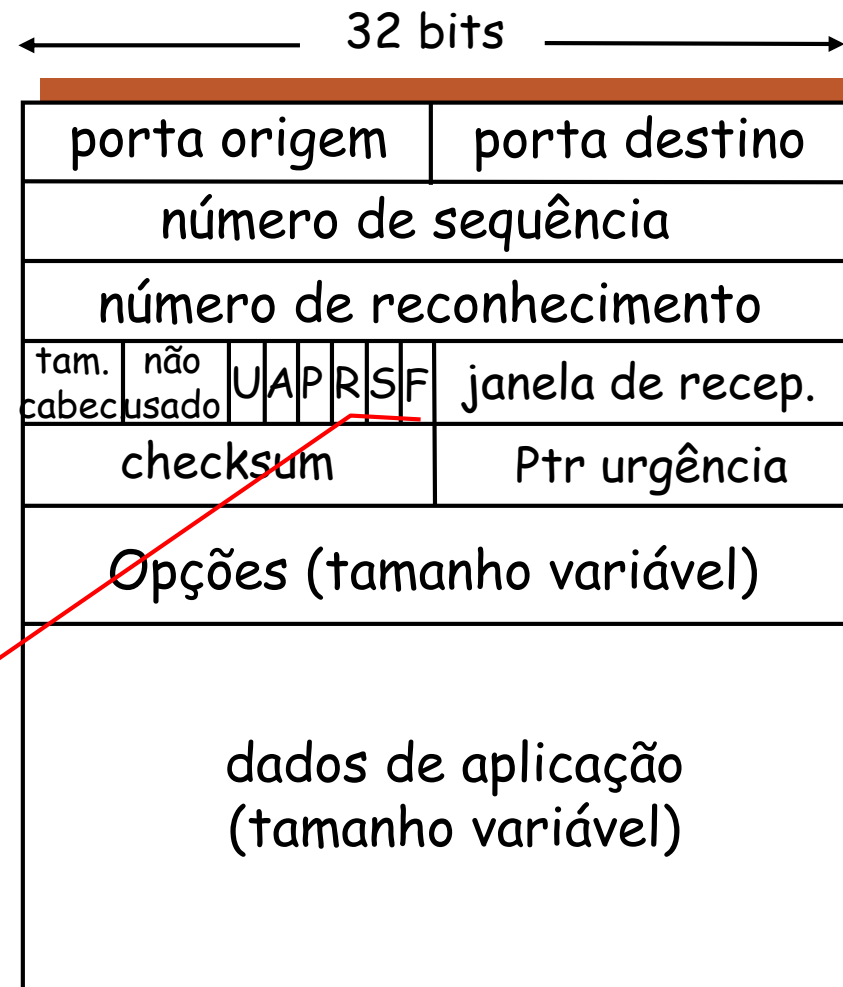 32 bits
porta origem porta destino
número de sequência
número de reconhecimento
tam. não
cabec usado U A P R S F janela de recep.
checksum Ptr urgência
Opções (tamanho variável)
dados de aplicação
(tamanho variável)